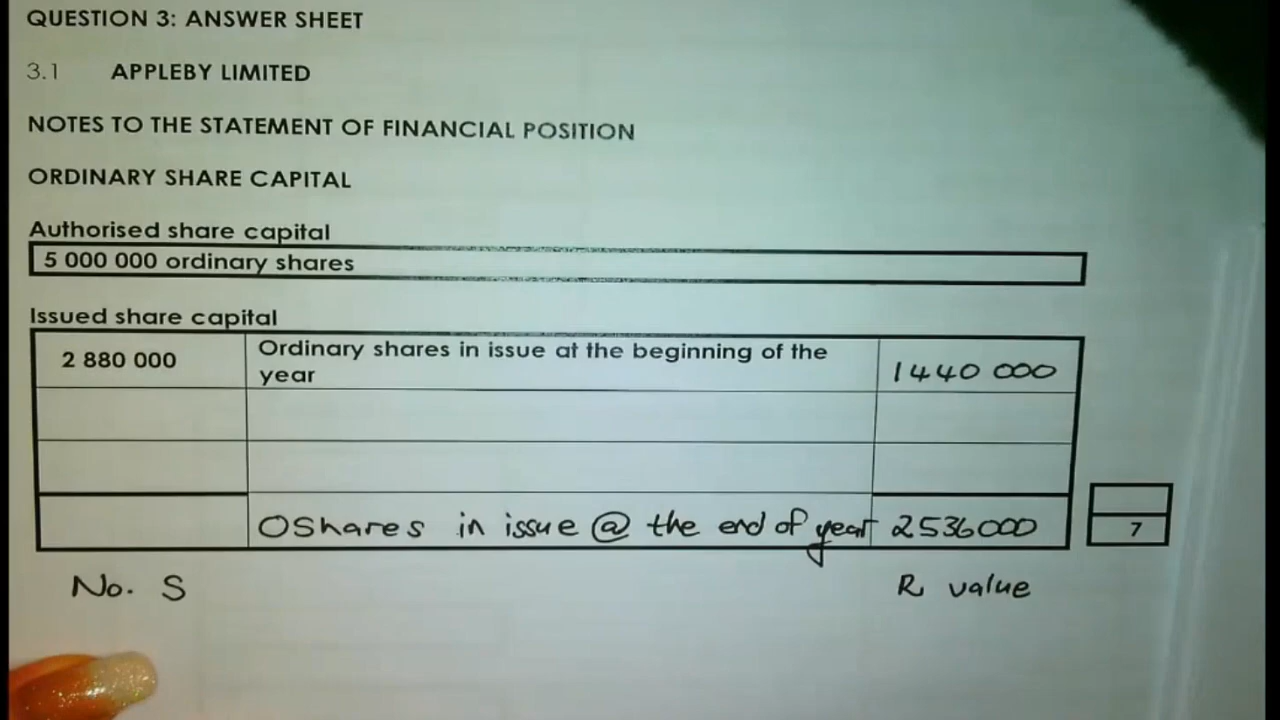 QUESTION 3: ANSWER SHEET
3.1 APPLEBY LIMITED
NOTES TO THE STATEMENT OF FINANCIAL POSITION
ORDINARY SHARE CAPITAL
Authorised share capital
5 000 000 ordinary shares
Issued share capital
2 880 000 Ordinary shares in issue at the beginning of the year 1440 000
OShares in issue @ the end of year 2536000
7
No. S R value